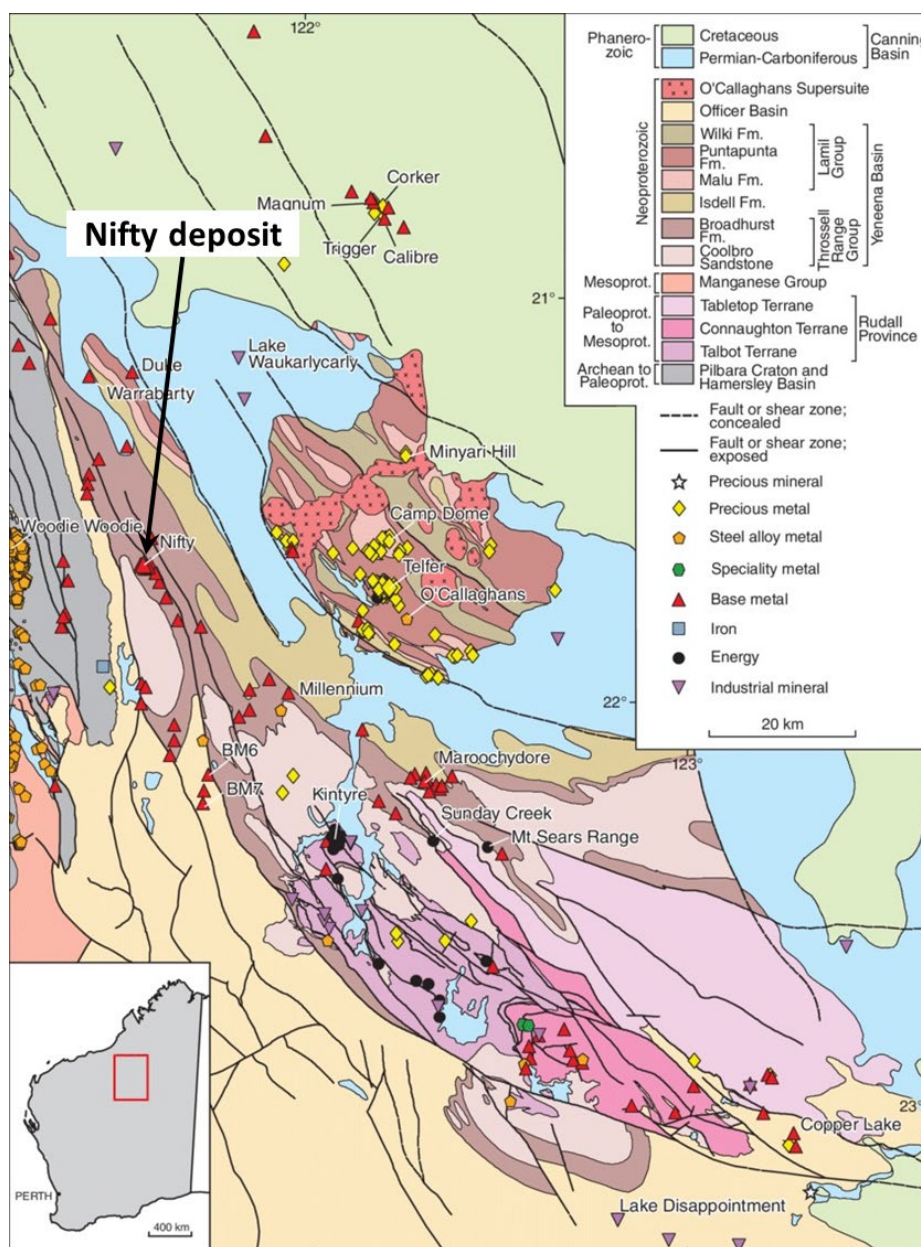 122°
Phanero-
zoic
Cretaceous
Permian-Carboniferous
Canning
Basin
Neoproterozoic
O'Callaghans Supersuite
Officer Basin
Wilki Fm.
Puntapunta
Fm.
Malu Fm.
Lamil
Group
Isdell Fm.
Broadhurst
Fm.
Coolbro
Sandstone
Throssell
Range
Group
Yeneena Basin
Mesoprot.
Manganese Group
Paleoprot.
to
Mesoprot.
Tabletop Terrane
Connaughton Terrane
Talbot Terrane
Rudall
Province
Archean to
Paleoprot.
Pilbara Craton and
Hamersley Basin
Fault or shear zone;
concealed
Fault or shear zone;
exposed
Precious mineral
Precious metal
Steel alloy metal
Speciality metal
Base metal
Iron
Energy
Industrial mineral
20 km
Corker
Magnum
Trigger
Calibre
Nifty deposit
21°
Lake
Waukarlycarly
Duke
Warrabarty
Minyari Hill
Woodie Woodie
Nifty
Camp Dome
Telfer
O'Callaghans
22°
Millennium
123°
BM6
BM7
Maroochydore
Kintyre
Sunday Creek
Mt Sears Range
23°
Copper Lake
Lake Disappointment
PERTH
400 km